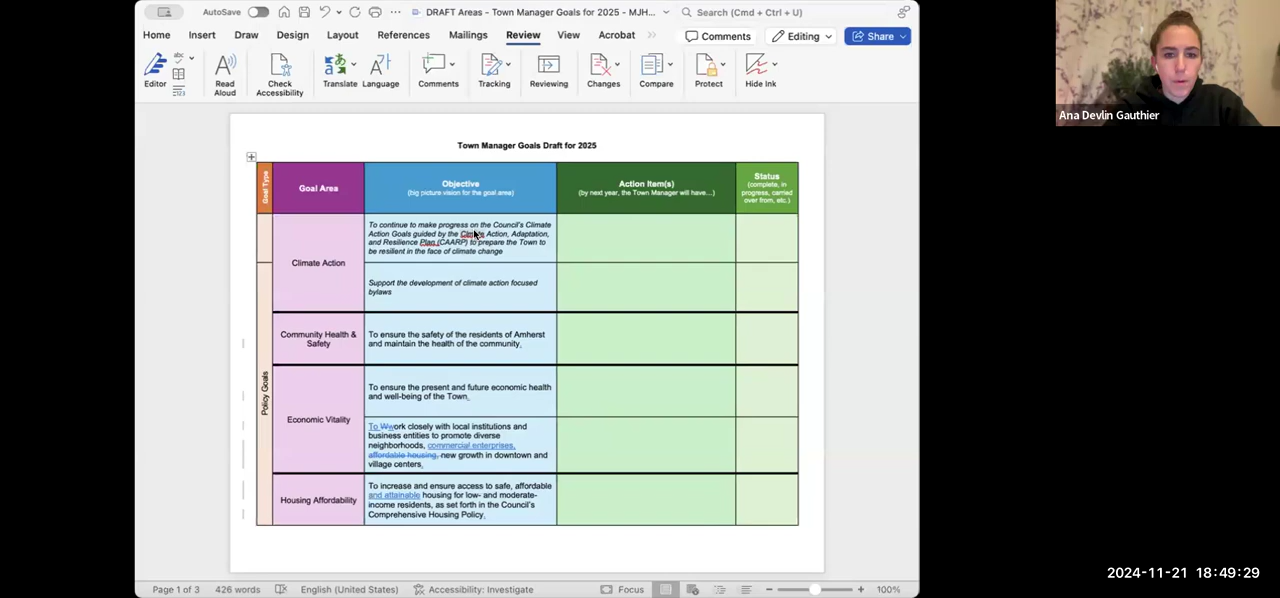 AutoSave
DRAFT Areas - Town Manager Goals for 2025 - MJH...
Search (Cmd + Ctrl + U)
Home Insert Draw Design Layout References Mailings Review View Acrobat
Comments
Editing
Share
Editor
Read Aloud
Check Accessibility
Translate
Language
Comments
Tracking
Reviewing
Changes
Compare
Protect
Hide Ink
Ana Devlin Gauthier
Town Manager Goals Draft for 2025
Goal Type
Goal Area
Objective
(big picture vision for the goal area)
Action Item(s)
(by next year, the Town Manager will have...)
Status
(complete, in
progress, carried
over from, etc.)
Policy Goals
Climate Action
To continue to make progress on the Council's Climate
Action Goals guided by the Climate Action, Adaptation,
and Resilience Plan (CAARP) to prepare the Town to
be resilient in the face of climate change
Support the development of climate action focused
bylaws
Community Health &
Safety
To ensure the safety of the residents of Amherst
and maintain the health of the community.
Economic Vitality
To ensure the present and future economic health
and well-being of the Town.
To Wwork closely with local institutions and
business entities to promote diverse
neighborhoods, commercial enterprises,
affordable housing, new growth in downtown and
village centers.
Housing Affordability
To increase and ensure access to safe, affordable
and attainable housing for low- and moderate-
income residents, as set forth in the Council's
Comprehensive Housing Policy.
Page 1 of 3
426 words
English (United States)
Accessibility: Investigate
Focus
100%
2024-11-21 18:49:29